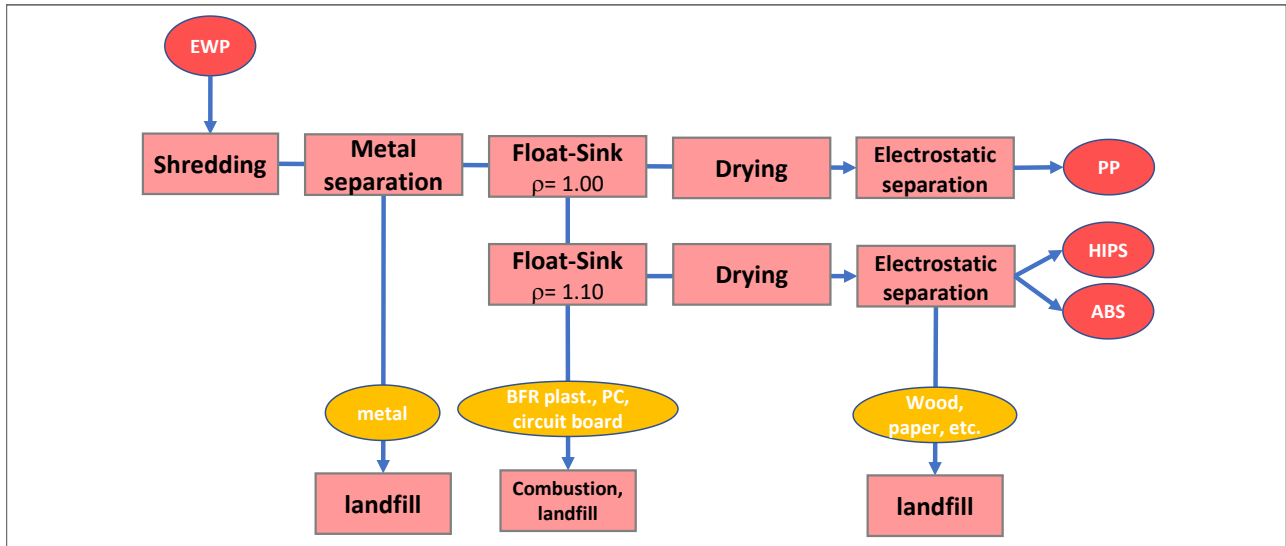 EWP
Shredding
Metal
separation
Float-Sink
ρ= 1.00
Drying
Electrostatic
separation
PP
Float-Sink
ρ= 1.10
Drying
Electrostatic
separation
HIPS
ABS
metal
BFR plast., PC,
circuit board
Wood,
paper, etc.
landfill
Combustion,
landfill
landfill